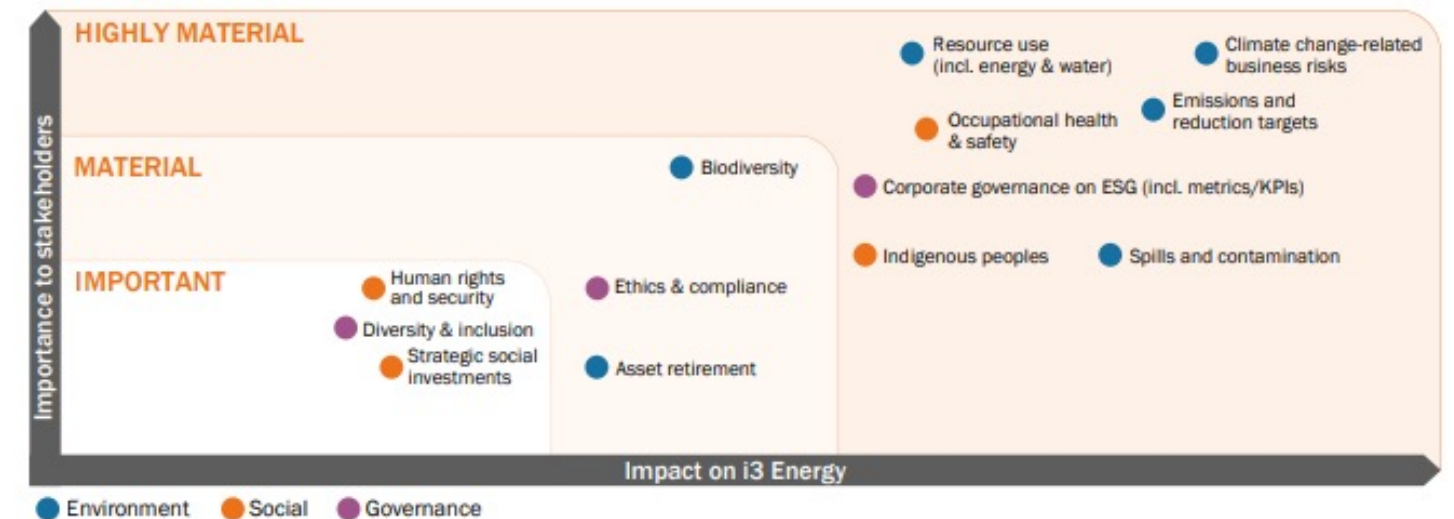 HIGHLY MATERIAL
Resource use
(incl. energy & water)
Climate change-related
business risks
Emissions and
reduction targets
Occupational health
& safety
MATERIAL
Biodiversity
Corporate governance on ESG (incl. metrics/KPIs)
Indigenous peoples
Spills and contamination
IMPORTANT
Human rights
and security
Ethics & compliance
Diversity & inclusion
Strategic social
investments
Asset retirement
Importance to stakeholders
Impact on i3 Energy
Environment
Social
Governance